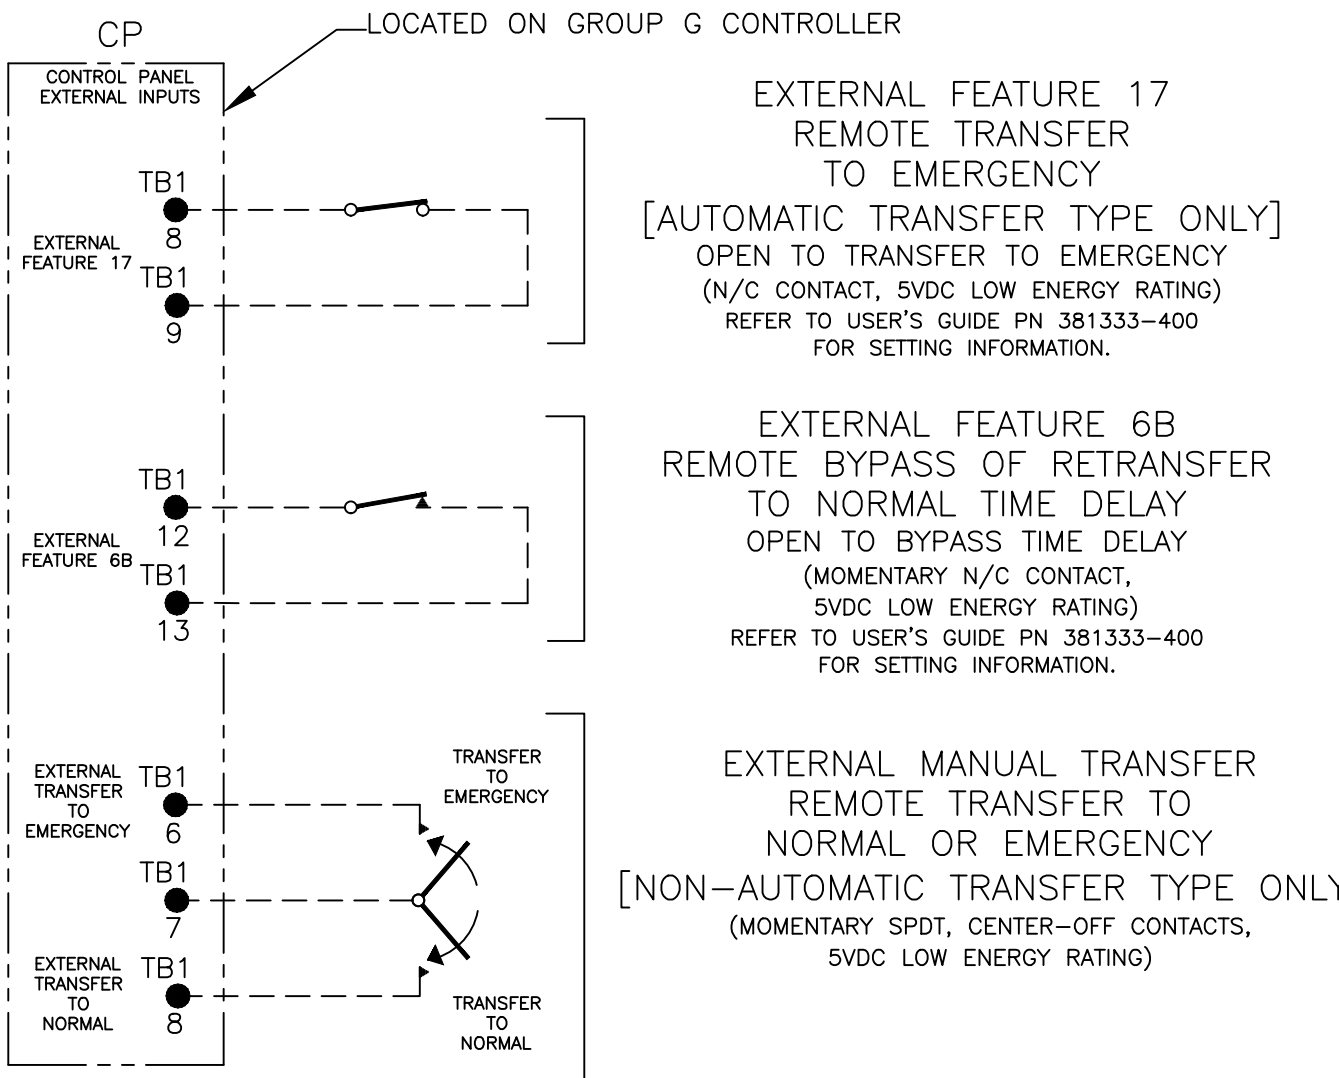 CP
LOCATED ON GROUP G CONTROLLER
CONTROL PANEL
EXTERNAL INPUTS
TB1
8
EXTERNAL
FEATURE 17
TB1
9
EXTERNAL FEATURE 17
REMOTE TRANSFER
TO EMERGENCY
[AUTOMATIC TRANSFER TYPE ONLY]
OPEN TO TRANSFER TO EMERGENCY
(N/C CONTACT, 5VDC LOW ENERGY RATING)
REFER TO USER'S GUIDE PN 381333-400
FOR SETTING INFORMATION.
TB1
12
EXTERNAL
FEATURE 6B
TB1
13
EXTERNAL FEATURE 6B
REMOTE BYPASS OF RETRANSFER
TO NORMAL TIME DELAY
OPEN TO BYPASS TIME DELAY
(MOMENTARY N/C CONTACT,
5VDC LOW ENERGY RATING)
REFER TO USER'S GUIDE PN 381333-400
FOR SETTING INFORMATION.
EXTERNAL
TRANSFER
TO
EMERGENCY
TB1
6
TB1
7
EXTERNAL
TRANSFER
TO
NORMAL
TB1
8
TRANSFER
TO
EMERGENCY
TRANSFER
TO
NORMAL
EXTERNAL MANUAL TRANSFER
REMOTE TRANSFER TO
NORMAL OR EMERGENCY
[NON-AUTOMATIC TRANSFER TYPE ONLY
(MOMENTARY SPDT, CENTER-OFF CONTACTS,
5VDC LOW ENERGY RATING)